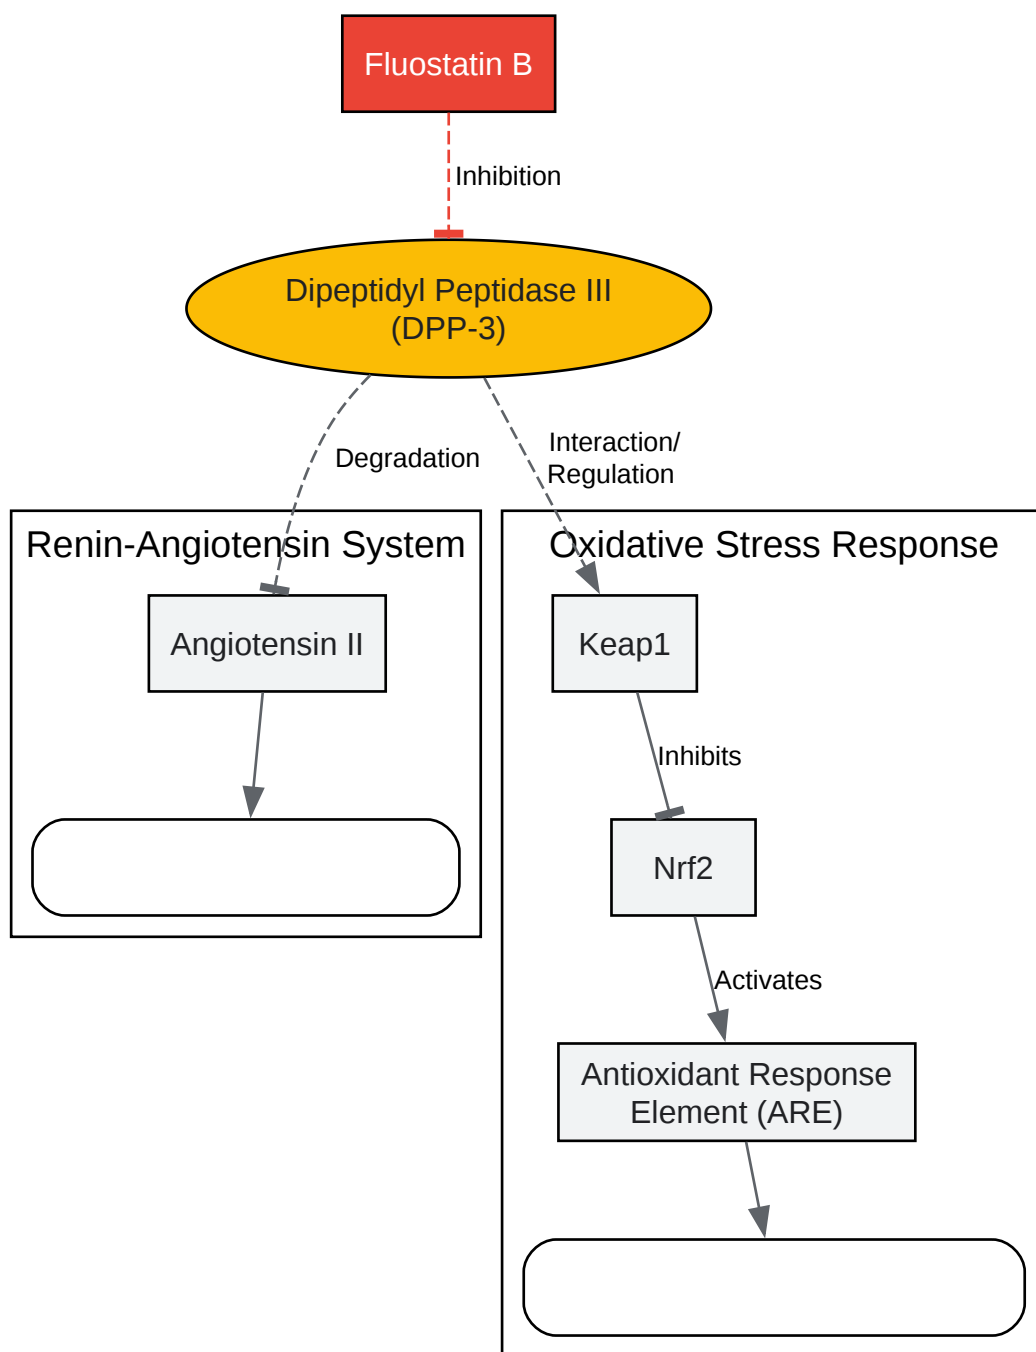 Fluostatin B
Inhibition
Dipeptidyl Peptidase III
(DPP-3)
Degradation
Interaction/
Regulation
Renin-Angiotensin System
Oxidative Stress Response
Angiotensin II
Keap1
Inhibits
Nrf2
Activates
Antioxidant Response
Element (ARE)